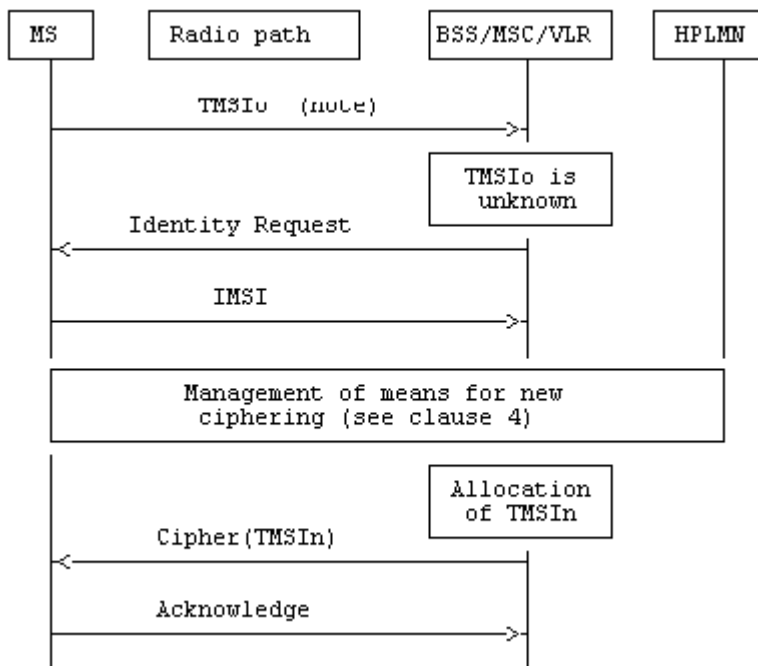 MS
Radio path
BSS/MSC/VLR
HPLMN
TMSIo (note)
TMSIo is
unknown
Identity Request
IMSI
Management of means for new
ciphering (see clause 4)
Allocation
of TMSIn
Cipher(TMSIn)
Acknowledge